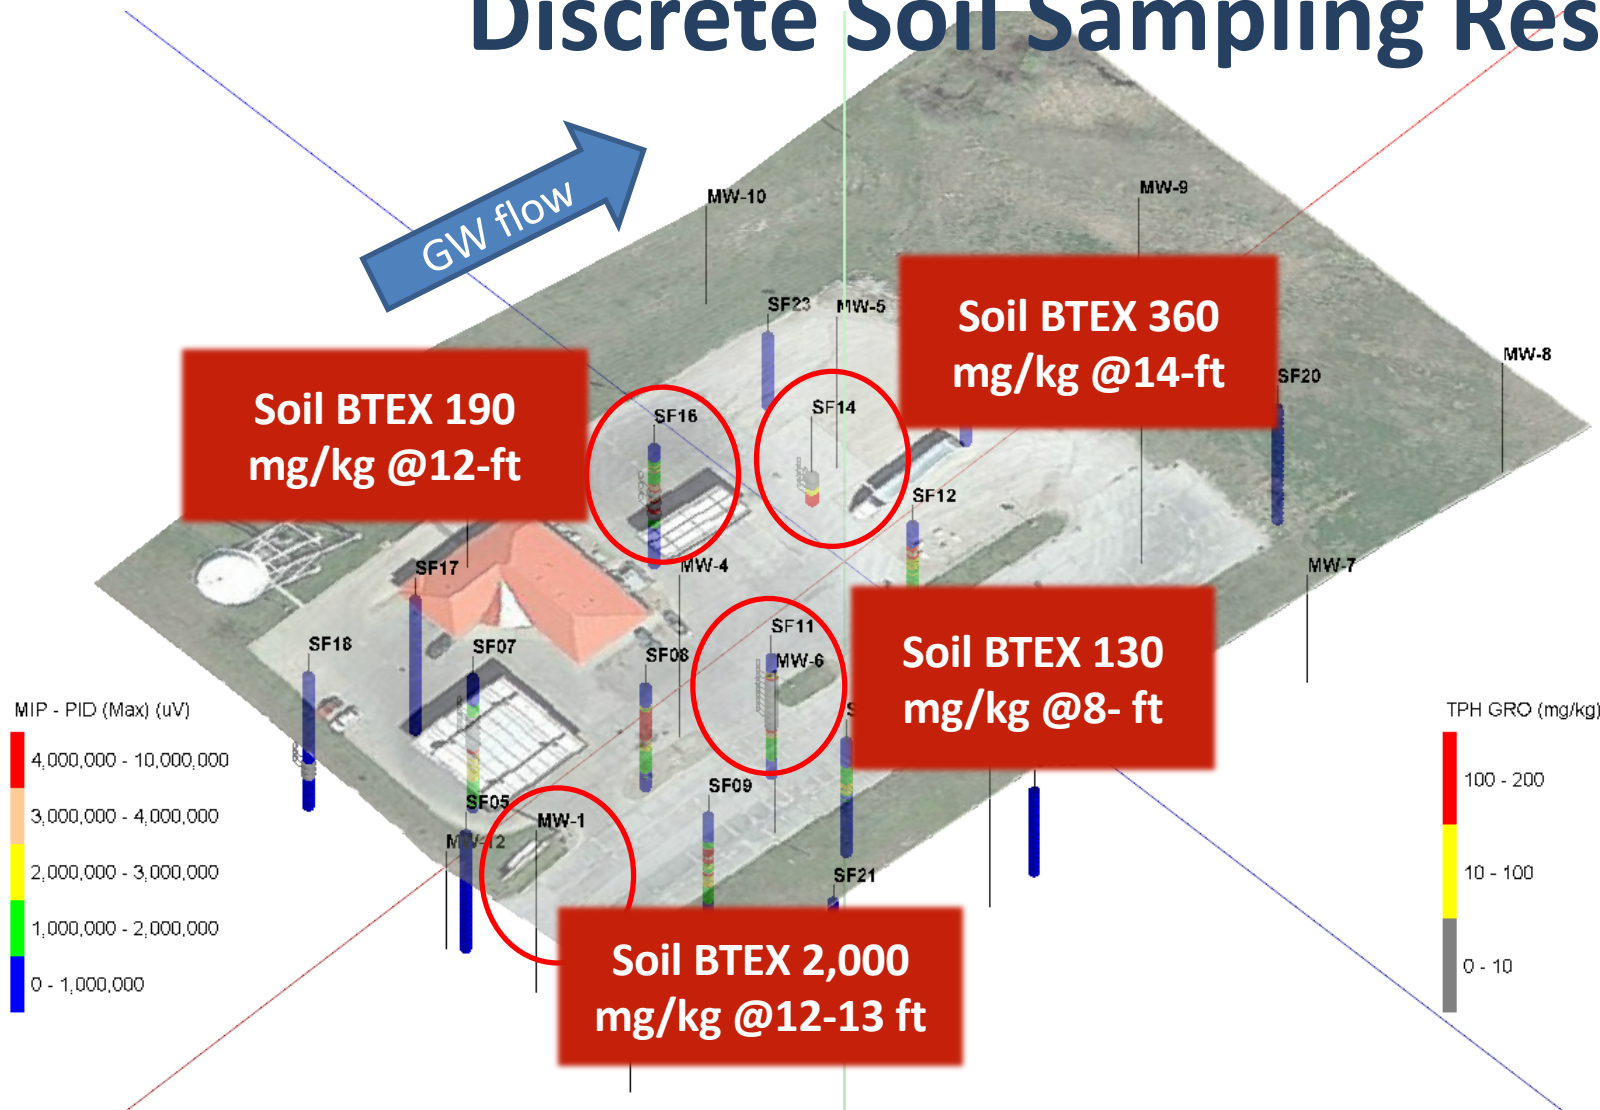 Discrete Soil Sampling Res
GW flow
MW-10
MW-9
SF23
MW-5
Soil BTEX 360
mg/kg @14-ft
MW-8
SF20
Soil BTEX 190
mg/kg @12-ft
SF16
SF14
SF12
SF17
MW-4
MW-7
SF18
SF07
SF08
SF11
MW-6
Soil BTEX 130
mg/kg @8- ft
MIP - PID (Max) (uV)
4,000,000 - 10,000,000
3,000,000 - 4,000,000
2,000,000 - 3,000,000
1,000,000 - 2,000,000
0 - 1,000,000
TPH GRO (mg/kg)
100 - 200
10 - 100
0 - 10
SF09
SF05
MW-1
MW-12
SF21
Soil BTEX 2,000
mg/kg @12-13 ft